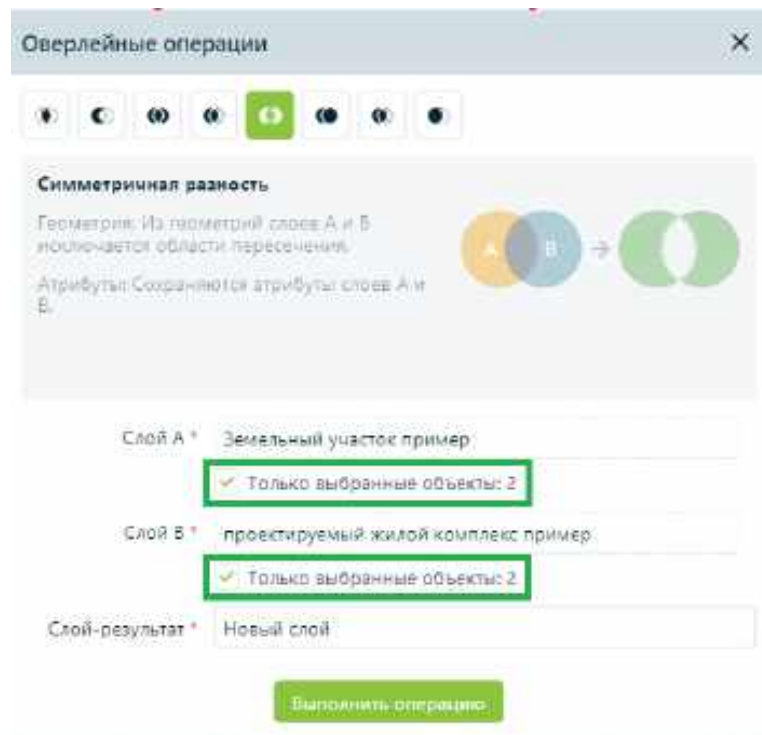 Оверлейные операции
Симметричная разность
Геометрия: Из геометрий слоев A и B
исключается области пересечения.
Атрибуты: Сохраняются атрибуты слоев A и
B.
A B
Слой A * Земельный участок пример
Только выбранные объекты: 2
Слой B * проектируемый жилой комплекс пример
Только выбранные объекты: 2
Слой-результат * Новый слой
Выполнить операцию